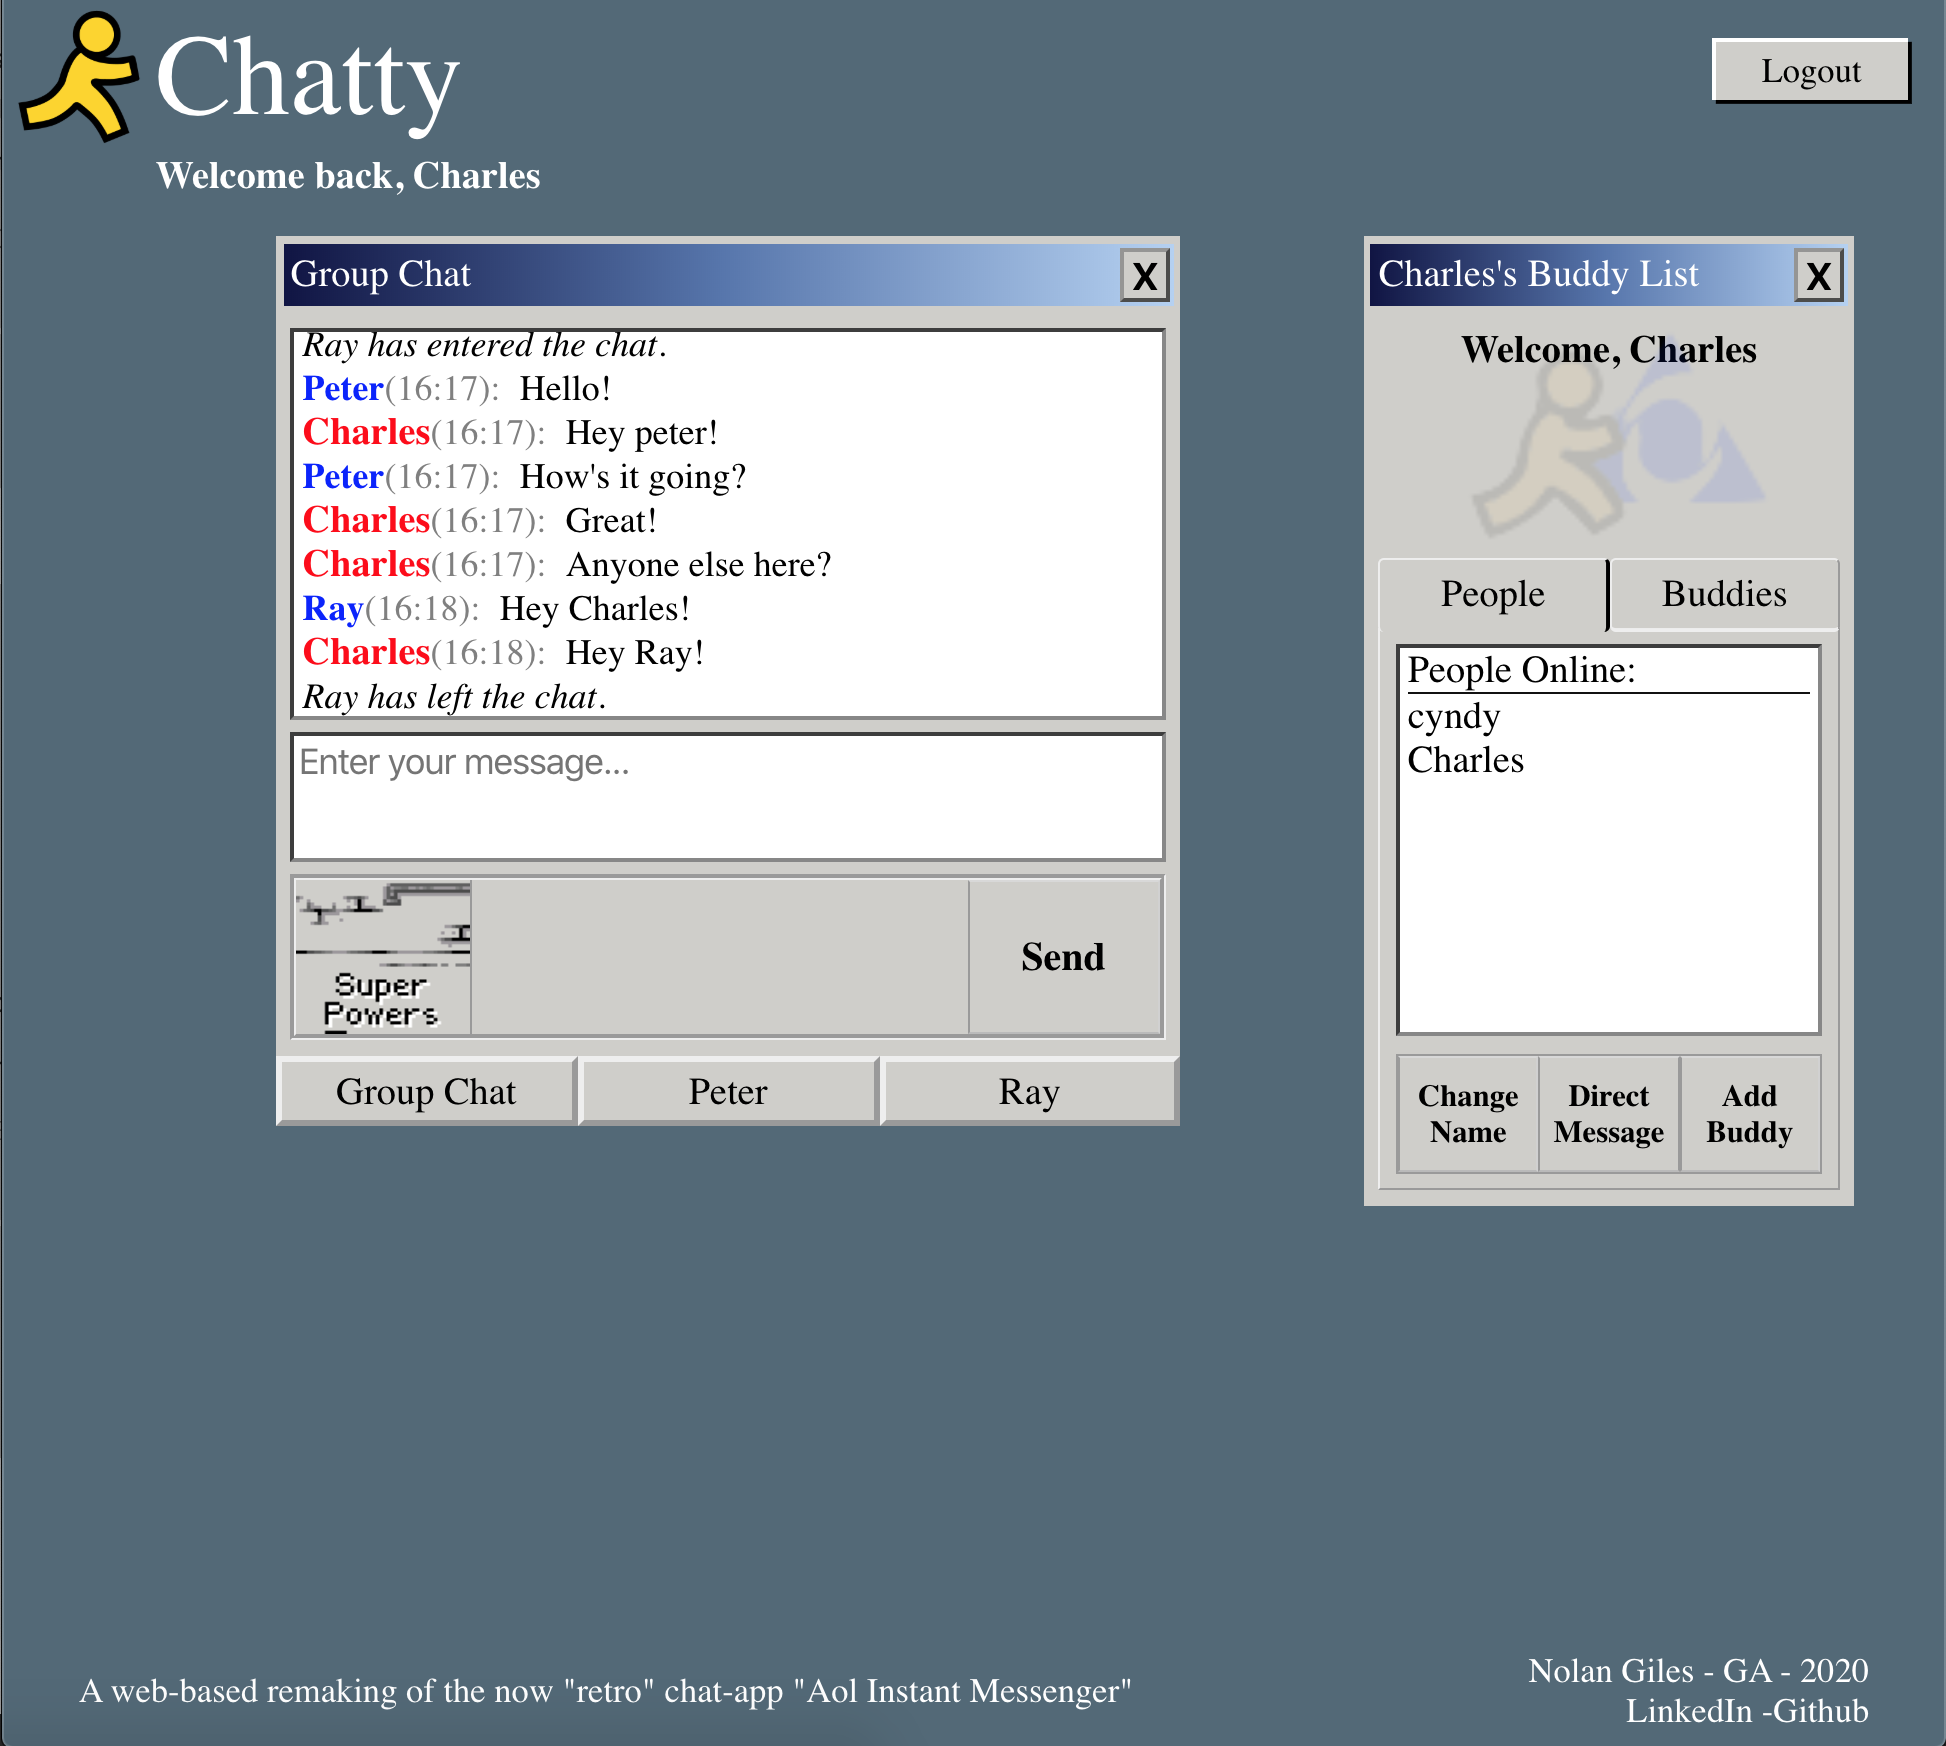 Chatty
Logout
Welcome back, Charles
Group Chat
X
Ray has entered the chat.
Peter(16:17): Hello!
Charles(16:17): Hey peter!
Peter(16:17): How's it going?
Charles(16:17): Great!
Charles(16:17): Anyone else here?
Ray(16:18): Hey Charles!
Charles(16:18): Hey Ray!
Ray has left the chat.
Enter your message...
Super
Powers
Send
Group Chat
Peter
Ray
Charles's Buddy List
X
Welcome, Charles
People
Buddies
People Online:
cyndy
Charles
Change
Name
Direct
Message
Add
Buddy
A web-based remaking of the now "retro" chat-app "Aol Instant Messenger"
Nolan Giles - GA - 2020
LinkedIn -Github